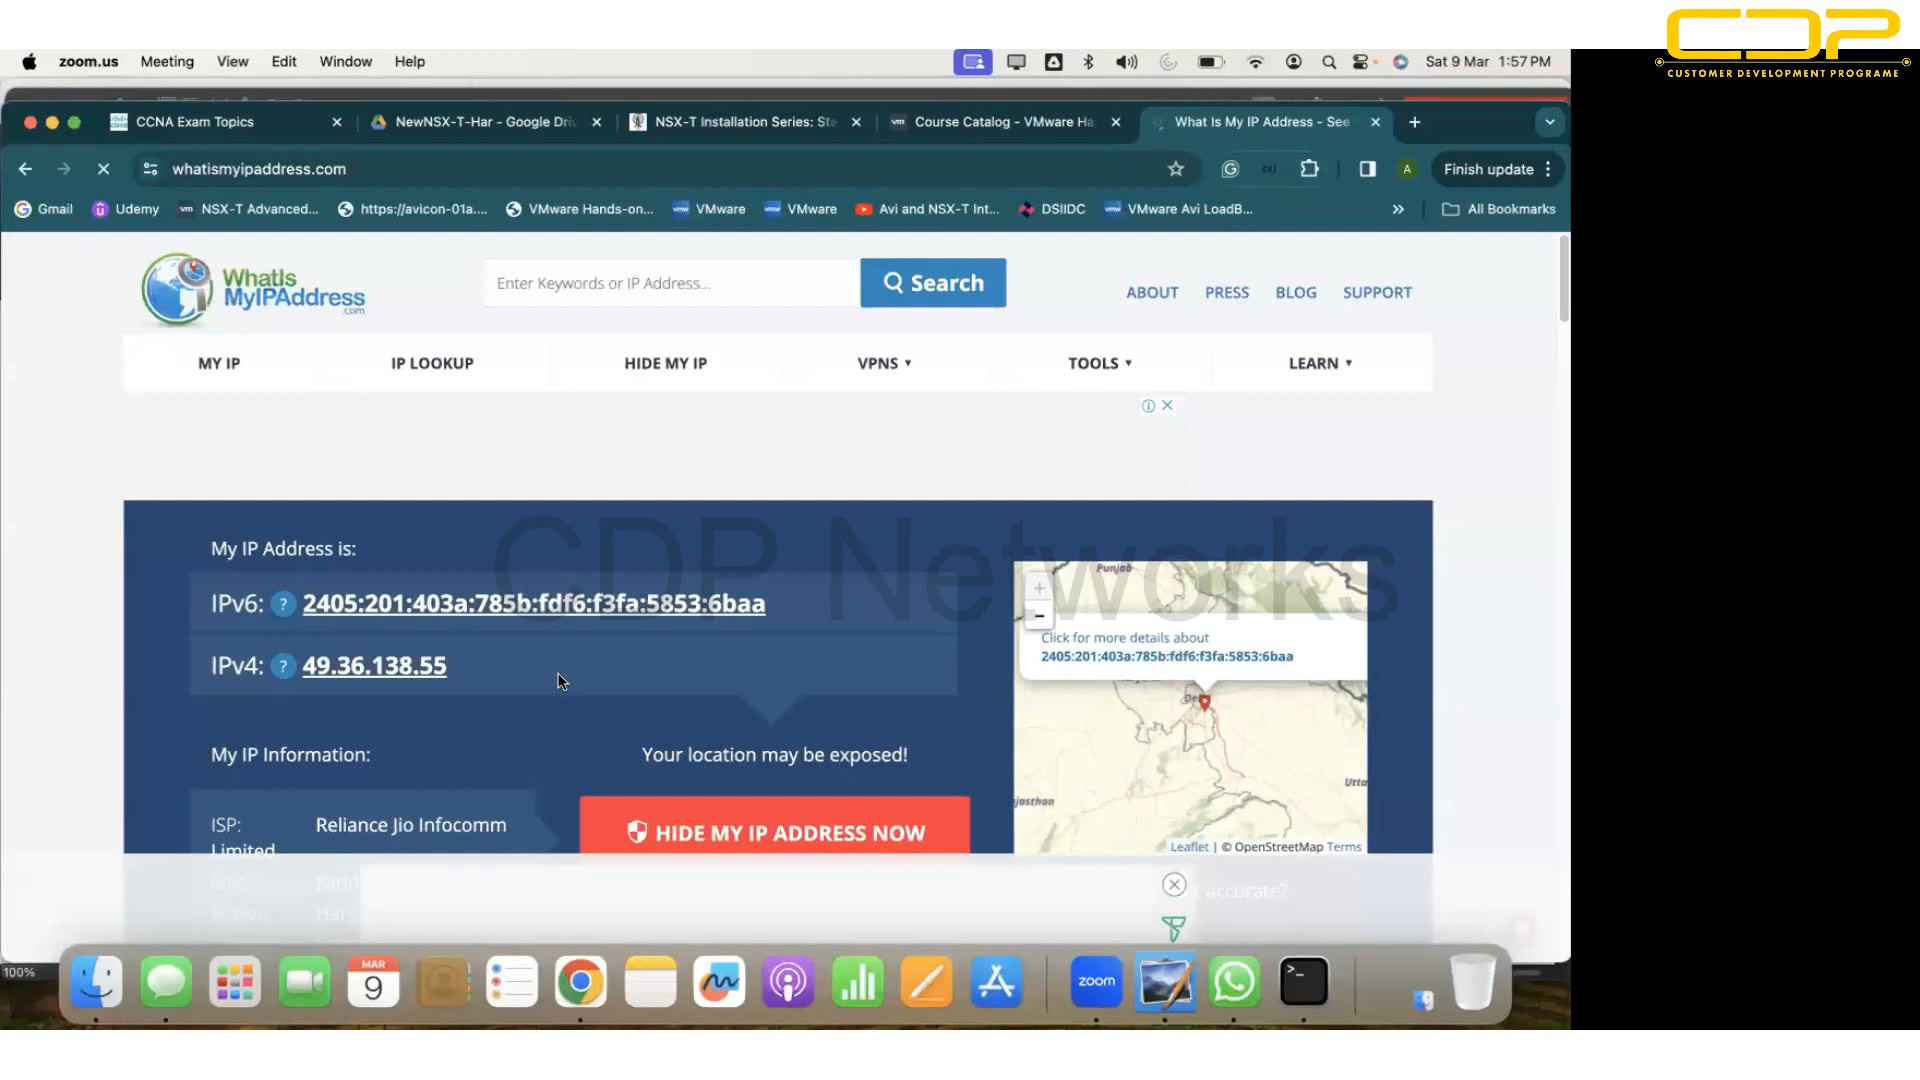 CDP
CUSTOMER DEVELOPMENT PROGRAME
zoom.us Meeting View Edit Window Help Sat 9 Mar 1:57 PM
CCNA Exam Topics NewNSX-T-Har - Google Driv NSX-T Installation Series: Ste Course Catalog - VMware Ha What Is My IP Address - See
whatismyipaddress.com A Finish update
Gmail Udemy NSX-T Advanced... https://avicon-01a.... VMware Hands-on... VMware VMware Avi and NSX-T Int... DSIIDC VMware Avi LoadB... » All Bookmarks
WhatIs
MyIPAddress
.com
Enter Keywords or IP Address...
Search
ABOUT PRESS BLOG SUPPORT
MY IP IP LOOKUP HIDE MY IP VPNS TOOLS LEARN
CDP Networks
My IP Address is:
IPv6: ? 2405:201:403a:785b:fdf6:f3fa:5853:6baa
IPv4: ? 49.36.138.55
Punjab
Click for more details about
2405:201:403a:785b:fdf6:f3fa:5853:6baa
My IP Information:
Your location may be exposed!
ISP: Reliance Jio Infocomm
Limited
HIDE MY IP ADDRESS NOW
Leaflet | © OpenStreetMap Terms
accurate?
100%
MAR
9
zoom